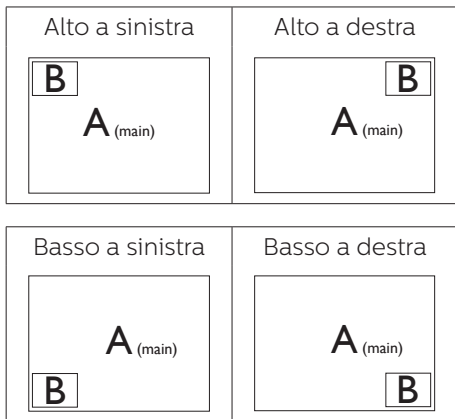 Alto a sinistra
Alto a destra
B
A (main)
B
A (main)
Basso a sinistra
Basso a destra
A (main)
B
A (main)
B